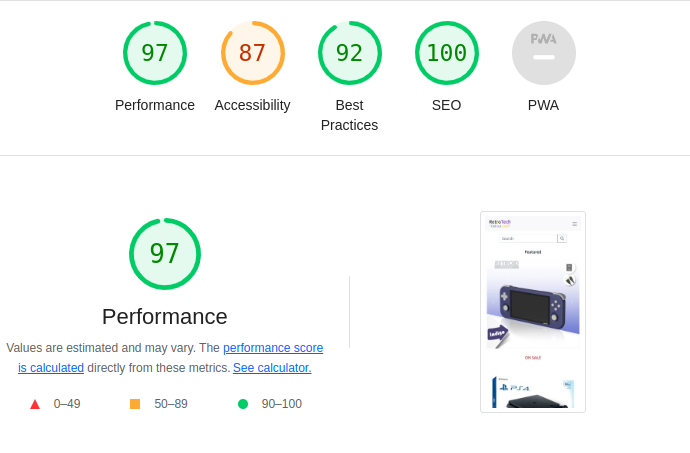 97
87
92
100
PWA
Performance
Accessibility
Best
Practices
SEO
PWA
97
Performance
Values are estimated and may vary. The performance score
is calculated directly from these metrics. See calculator.
0–49
50–89
90–100
RetroTech
Search
Featured
Indigo
ON SALE
PS4